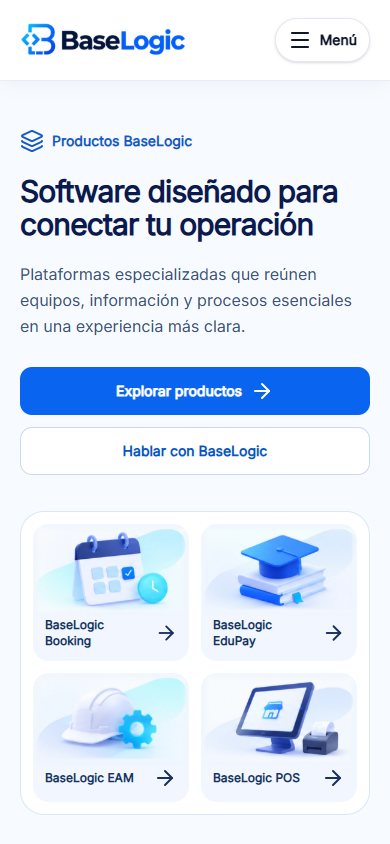 BaseLogic
Menú
Productos BaseLogic
Software diseñado para
conectar tu operación
Plataformas especializadas que reúnen
equipos, información y procesos esenciales
en una experiencia más clara.
Explorar productos
Hablar con BaseLogic
BaseLogic
Booking
BaseLogic
EduPay
BaseLogic EAM
BaseLogic POS